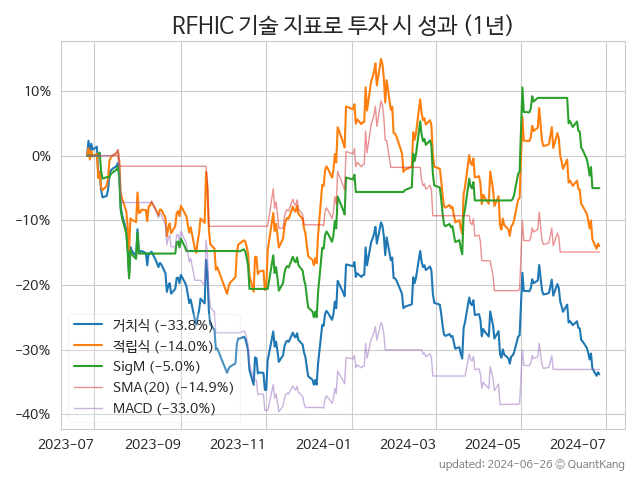 RFHIC 기술 지표로 투자 시 성과 (1년)
10%
0%
−10%
−20%
−30%
−40%
거치식 (−33.8%)
적립식 (−14.0%)
SigM (−5.0%)
SMA(20) (−14.9%)
MACD (−33.0%)
2023-07 2023-09 2023-11 2024-01 2024-03 2024-05 2024-07
updated: 2024-06-26 © QuantKang